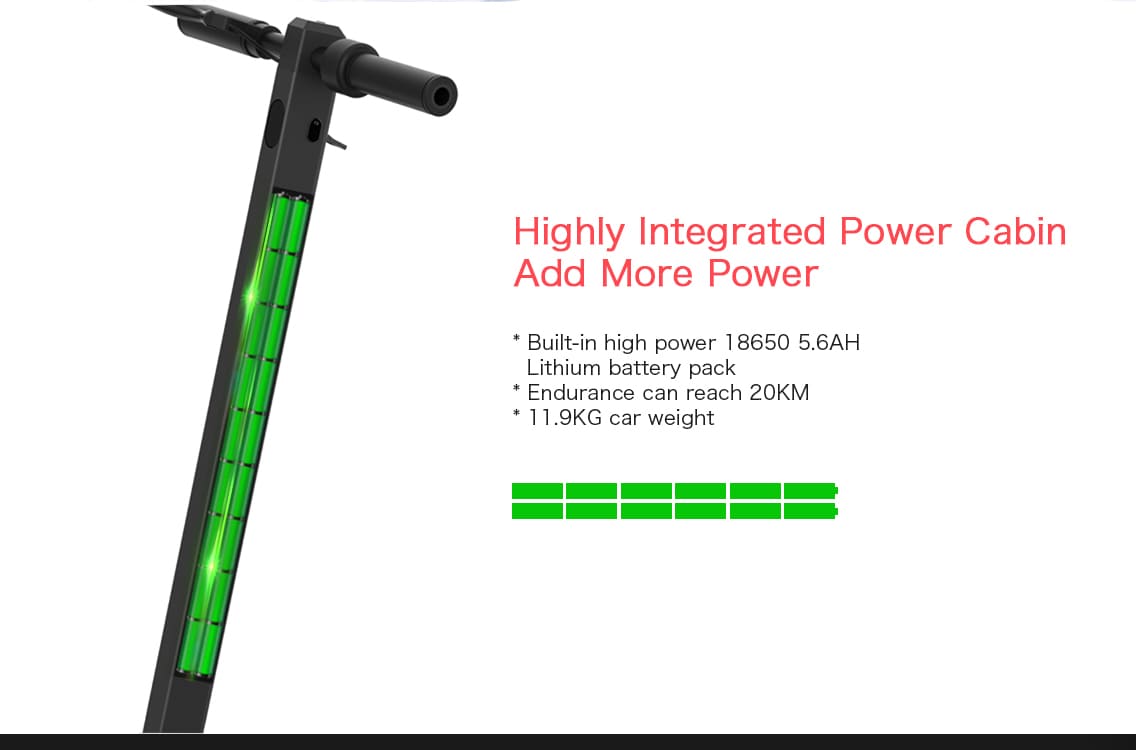 Highly Integrated Power Cabin
Add More Power
* Built-in high power 18650 5.6AH
Lithium battery pack
* Endurance can reach 20KM
* 11.9KG car weight